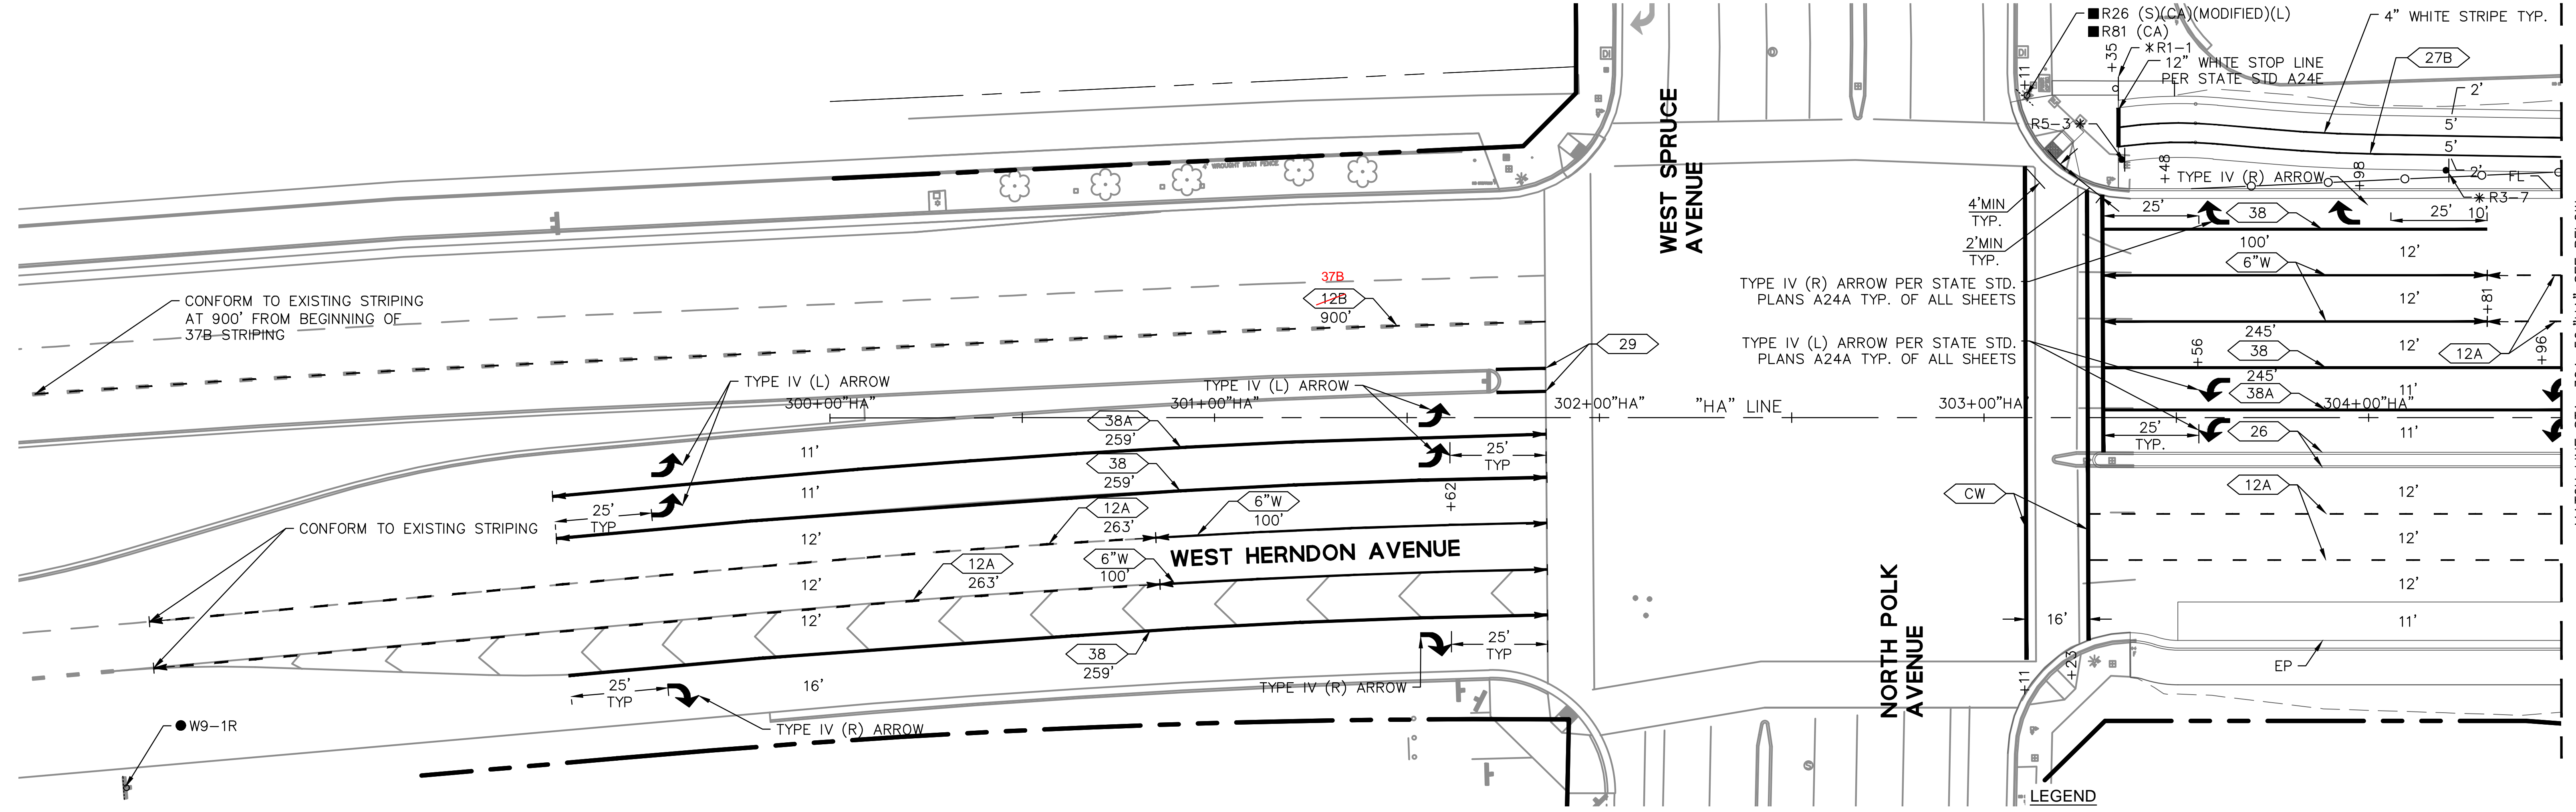 ■R26 (S)(CA)(MODIFIED)(L)
■R81 (CA)
✳R1-1
12" WHITE STOP LINE
PER STATE STD A24E
4" WHITE STRIPE TYP.
27B
+35
+11
R5-3✳
2'
5'
5'
2'
+48
+98
TYPE IV (R) ARROW
FL
✳R3-7
25'
38
25'
10'
100'
6"W
12'
12'
+81
245'
38
12'
12A
+96
+56
245'
38A
11'
304+00"HA"
25'
TYP.
26
11'
12A
12'
12'
12'
11'
EP
16'
+11
+23
LEGEND
4'MIN
TYP.
2'MIN
TYP.
TYPE IV (R) ARROW PER STATE STD.
PLANS A24A TYP. OF ALL SHEETS
TYPE IV (L) ARROW PER STATE STD.
PLANS A24A TYP. OF ALL SHEETS
303+00"HA"
"HA" LINE
302+00"HA"
CW
WEST SPRUCE
AVENUE
NORTH POLK
AVENUE
4' WROUGHT IRON FENCE
DI
DI
37B
12B
900'
29
CONFORM TO EXISTING STRIPING
AT 900' FROM BEGINNING OF
37B STRIPING
TYPE IV (L) ARROW
TYPE IV (L) ARROW
300+00"HA"
301+00"HA"
38A
259'
11'
38
259'
11'
25'
TYP
+62
25'
TYP
12A
263'
6"W
100'
CONFORM TO EXISTING STRIPING
12'
WEST HERNDON AVENUE
12A
263'
6"W
100'
12'
12'
38
259'
25'
TYP
TYPE IV (R) ARROW
25'
TYP
16'
TYPE IV (R) ARROW
●W9-1R